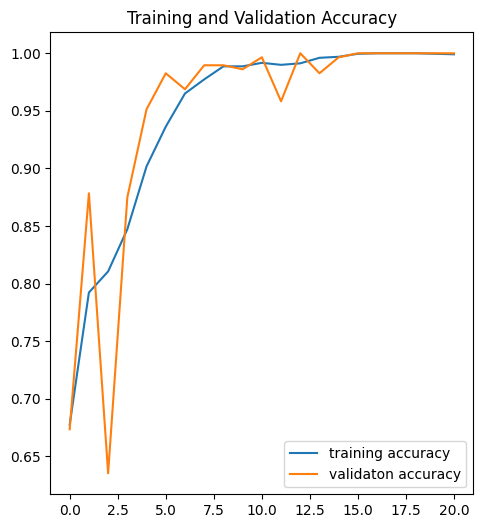 Training and Validation Accuracy
1.00
0.95
0.90
0.85
0.80
0.75
0.70
0.65
training accuracy
validaton accuracy
0.0 2.5 5.0 7.5 10.0 12.5 15.0 17.5 20.0